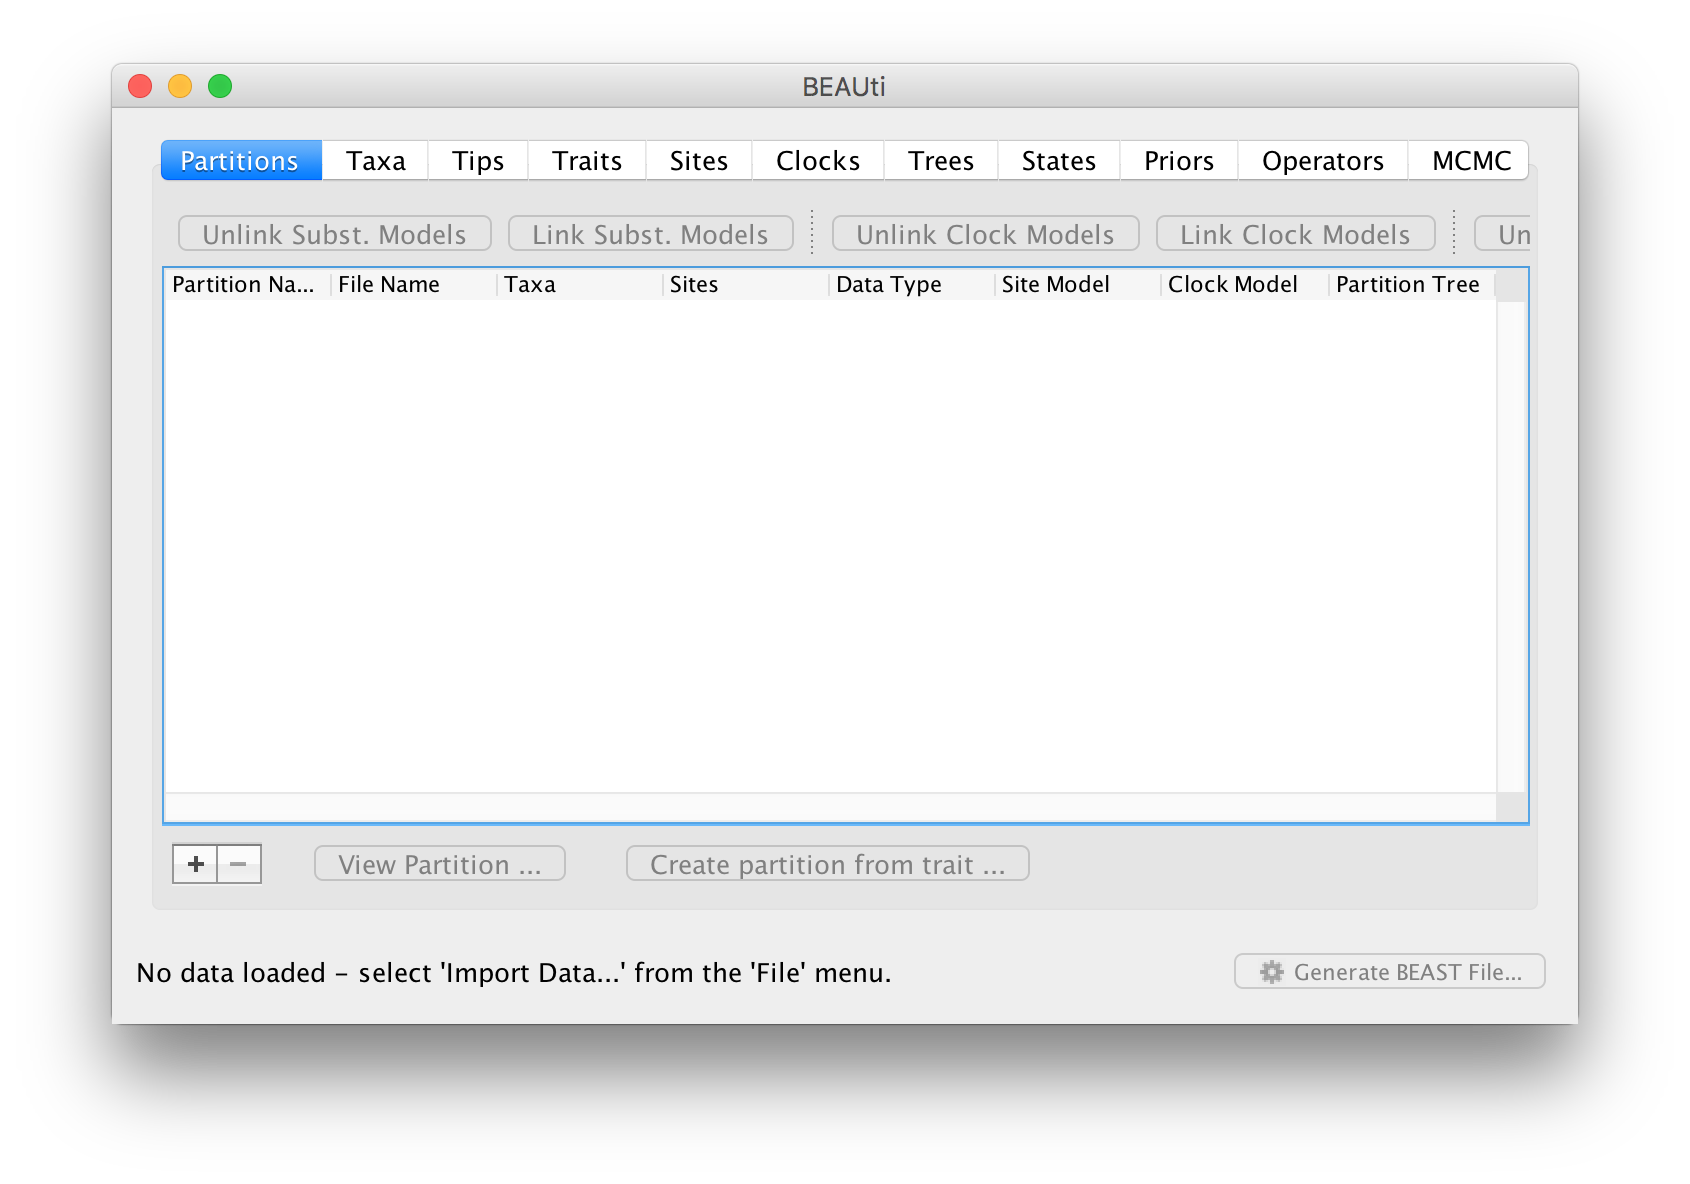 BEAUti
Partitions Taxa Tips Traits Sites Clocks Trees States Priors Operators MCMC
Unlink Subst. Models Link Subst. Models Unlink Clock Models Link Clock Models Un
Partition Na... File Name Taxa Sites Data Type Site Model Clock Model Partition Tree
+ − View Partition ... Create partition from trait ...
No data loaded – select 'Import Data...' from the 'File' menu. Generate BEAST File...